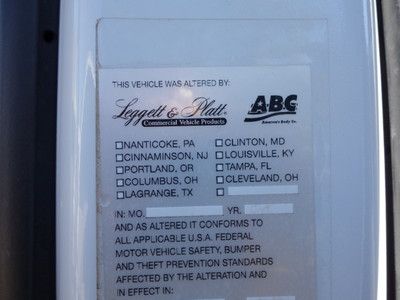 THIS VEHICLE WAS ALTERED BY:
Leggett & Platt
Commercial Vehicle Products
ABC
America's Body Co.
NANTICOKE, PA
CLINTON, MD
CINNAMINSON, NJ
LOUISVILLE, KY
PORTLAND, OR
TAMPA, FL
COLUMBUS, OH
CLEVELAND, OH
LAGRANGE, TX
IN: MO. YR.
AND AS ALTERED IT CONFORMS TO
ALL APPLICABLE U.S.A. FEDERAL
MOTOR VEHICLE SAFETY, BUMPER
AND THEFT PREVENTION STANDARDS
AFFECTED BY THE ALTERATION AND
IN EFFECT IN: